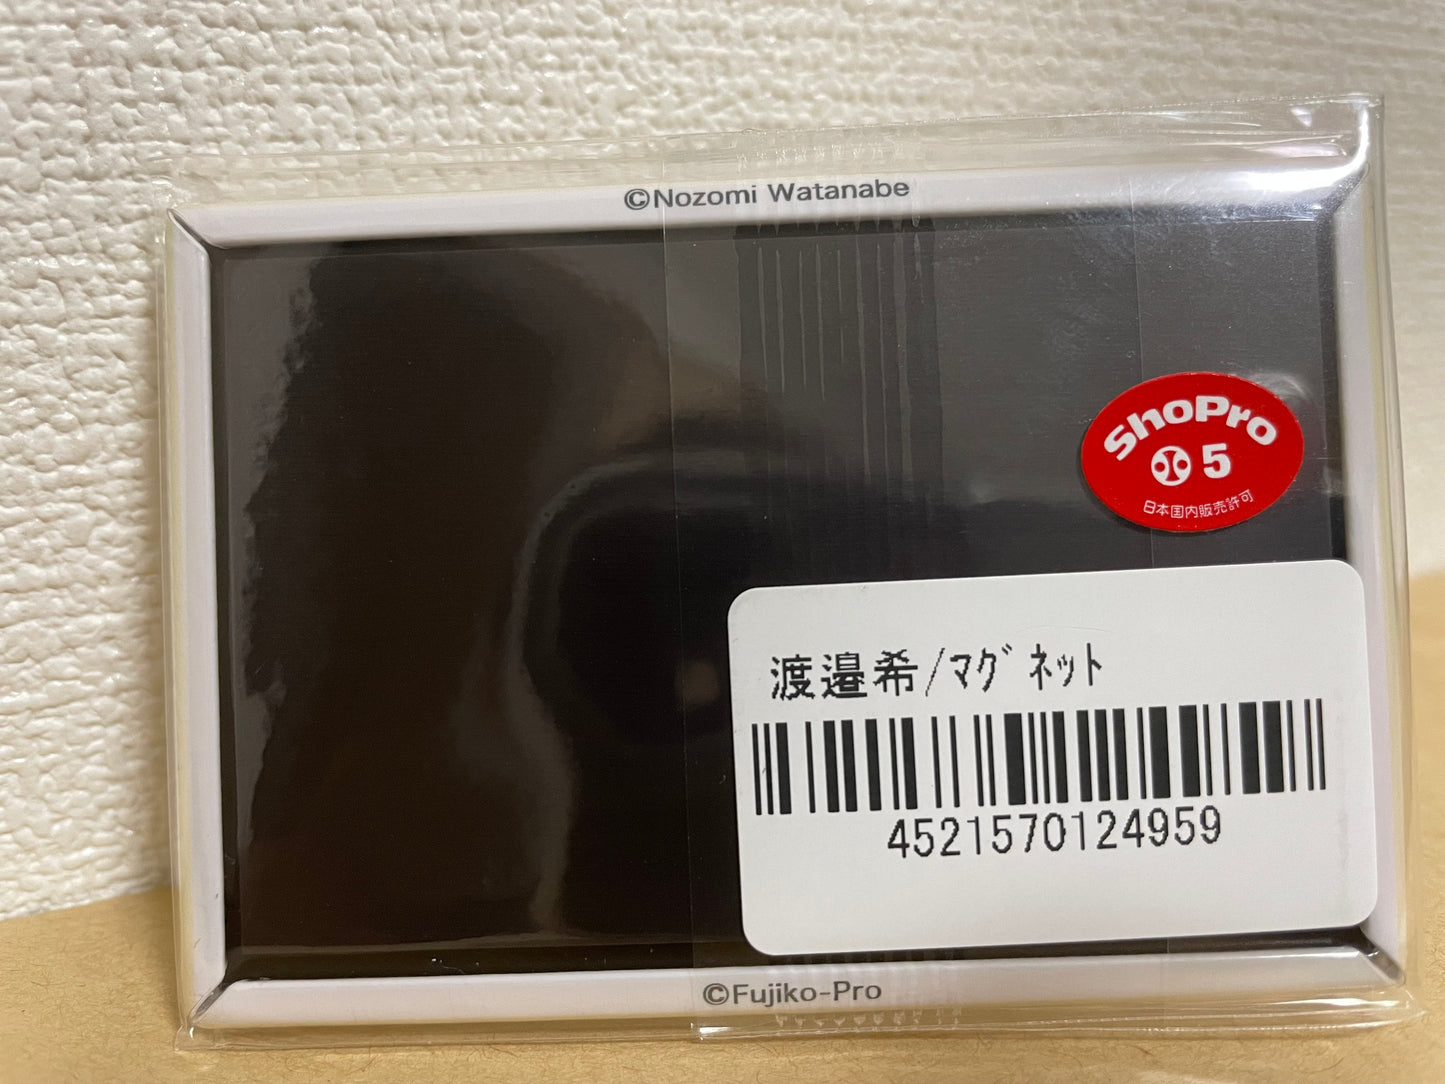 ©Nozomi Watanabe
ShoPro
5
日本国内販売許可
渡邉希/マグネット
4521570124959
©Fujiko-Pro